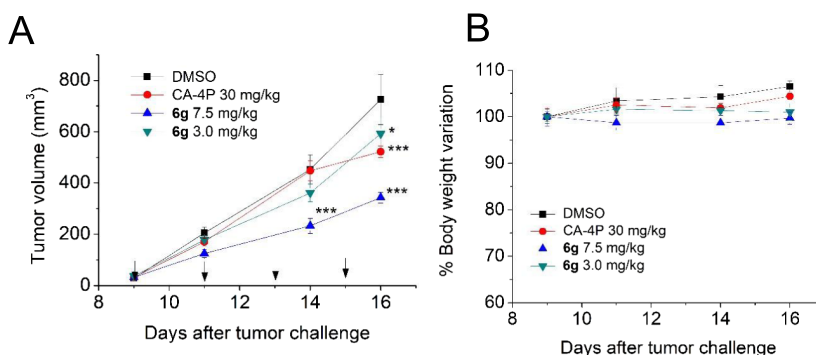 A
Tumor volume (mm³)
800
600
400
200
0
DMSO
CA-4P 30 mg/kg
6g 7.5 mg/kg
6g 3.0 mg/kg
*
***
***
***
8 10 12 14 16
Days after tumor challenge
B
% Body weight variation
110
100
90
80
70
60
DMSO
CA-4P 30 mg/kg
6g 7.5 mg/kg
6g 3.0 mg/kg
8 10 12 14 16
Days after tumor challenge